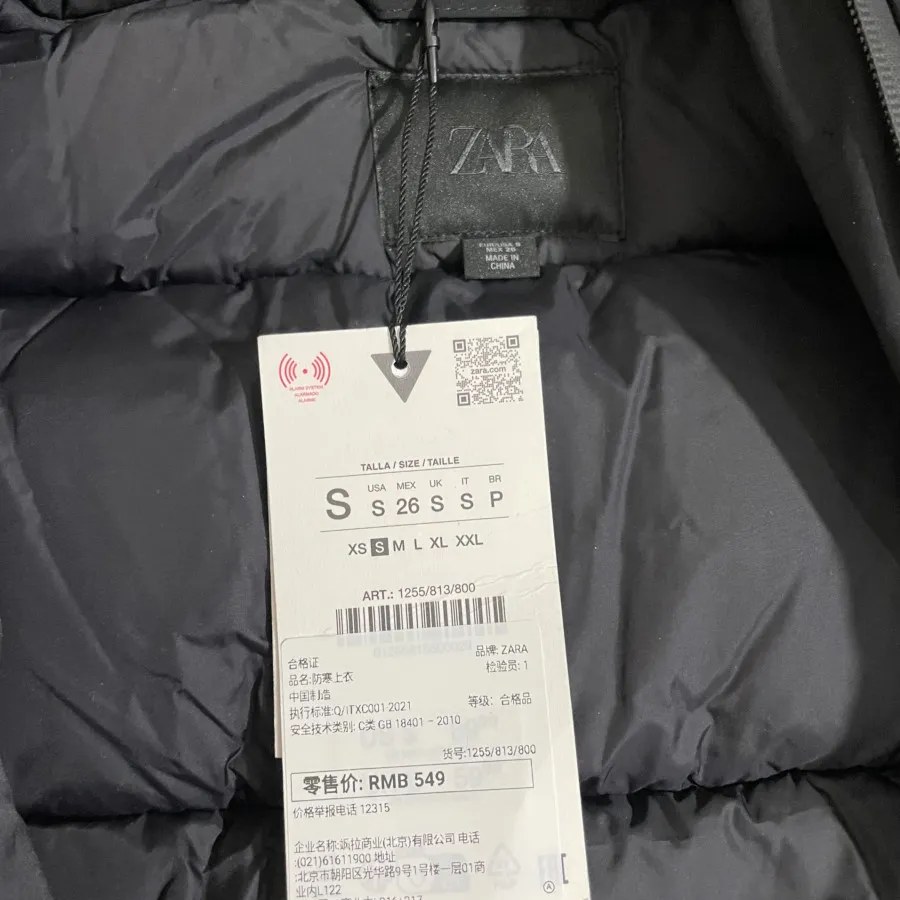 ZARA
MEX 26
MADE IN
CHINA
ALARM SYSTEM
ALARMADO
ALARME
zara.com
TALLA / SIZE / TAILLE
USA MEX UK IT BR
S S 26 S S P
XS S M L XL XXL
ART.: 1255/813/800
合格证 品牌: ZARA
品名:防寒上衣 检验员: 1
中国制造
执行标准:Q/ITXC001 2021 等级: 合格品
安全技术类别: C类 GB 18401 - 2010
货号:1255/813/800
零售价: RMB 549
价格举报电话 12315
企业名称:飒拉商业(北京)有限公司 电话
:(021)61611900 地址
:北京市朝阳区光华路9号1号楼一层01商
业内L122